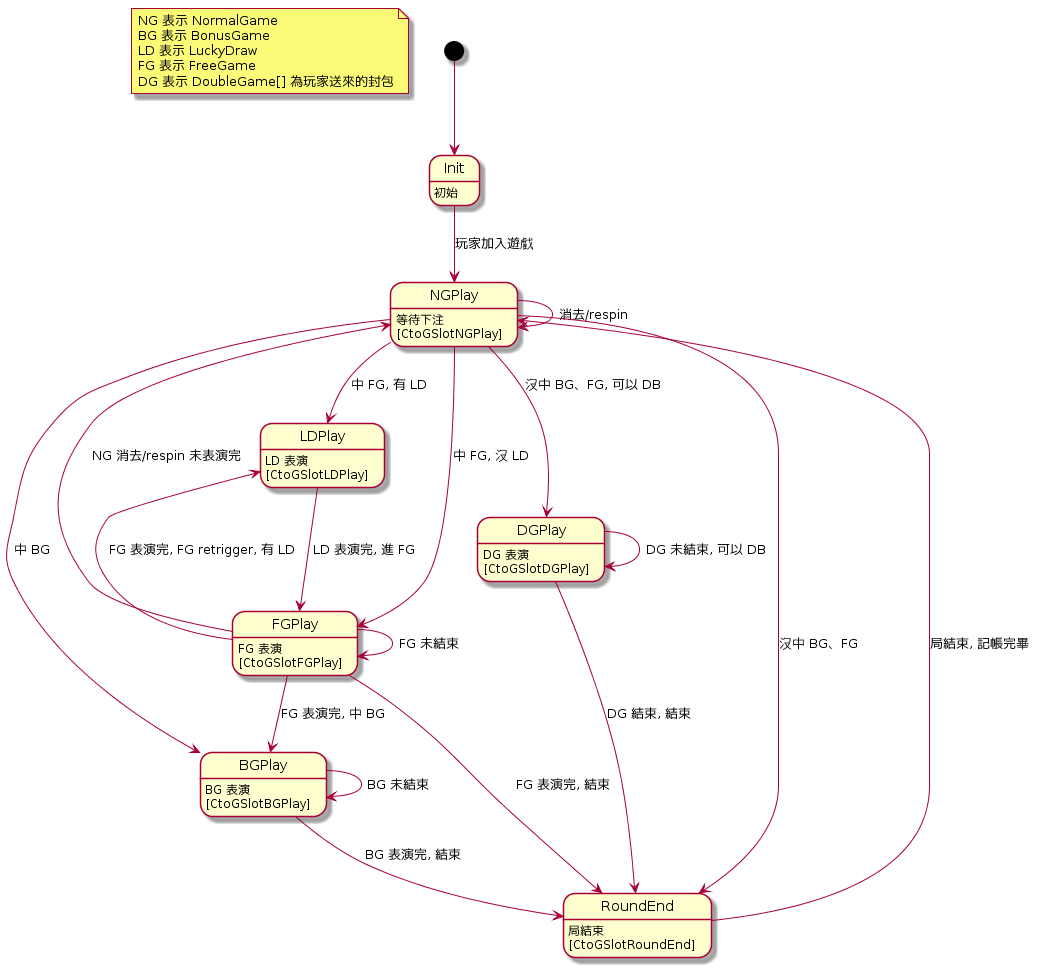 NG 表示 NormalGame
BG 表示 BonusGame
LD 表示 LuckyDraw
FG 表示 FreeGame
DG 表示 DoubleGame[] 為玩家送來的封包
Init
初始
玩家加入遊戲
NGPlay
等待下注
[CtoGSlotNGPlay]
消去/respin
中 FG, 有 LD
沒中 BG、FG, 可以 DB
LDPlay
LD 表演
[CtoGSlotLDPlay]
NG 消去/respin 未表演完
中 FG, 沒 LD
DGPlay
DG 表演
[CtoGSlotDGPlay]
中 BG
FG 表演完, FG retrigger, 有 LD
LD 表演完, 進 FG
DG 未結束, 可以 DB
FGPlay
FG 表演
[CtoGSlotFGPlay]
FG 未結束
沒中 BG、FG
局結束, 記帳完畢
FG 表演完, 中 BG
DG 結束, 結束
BGPlay
BG 表演
[CtoGSlotBGPlay]
BG 未結束
FG 表演完, 結束
BG 表演完, 結束
RoundEnd
局結束
[CtoGSlotRoundEnd]